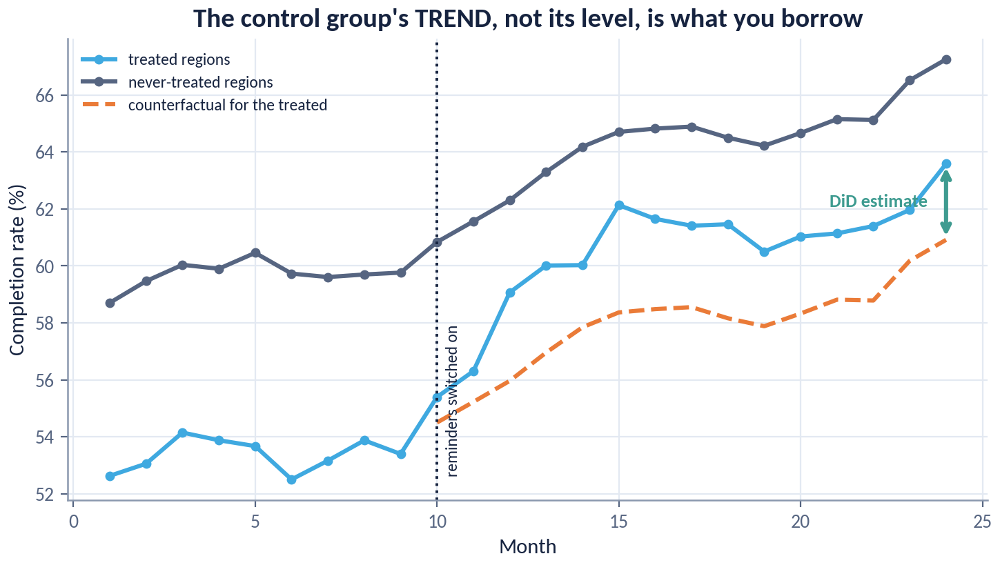 The control group's TREND, not its level, is what you borrow
treated regions
never-treated regions
counterfactual for the treated
Completion rate (%)
66
64
62
60
58
56
54
52
DiD estimate
reminders switched on
0 5 10 15 20 25
Month